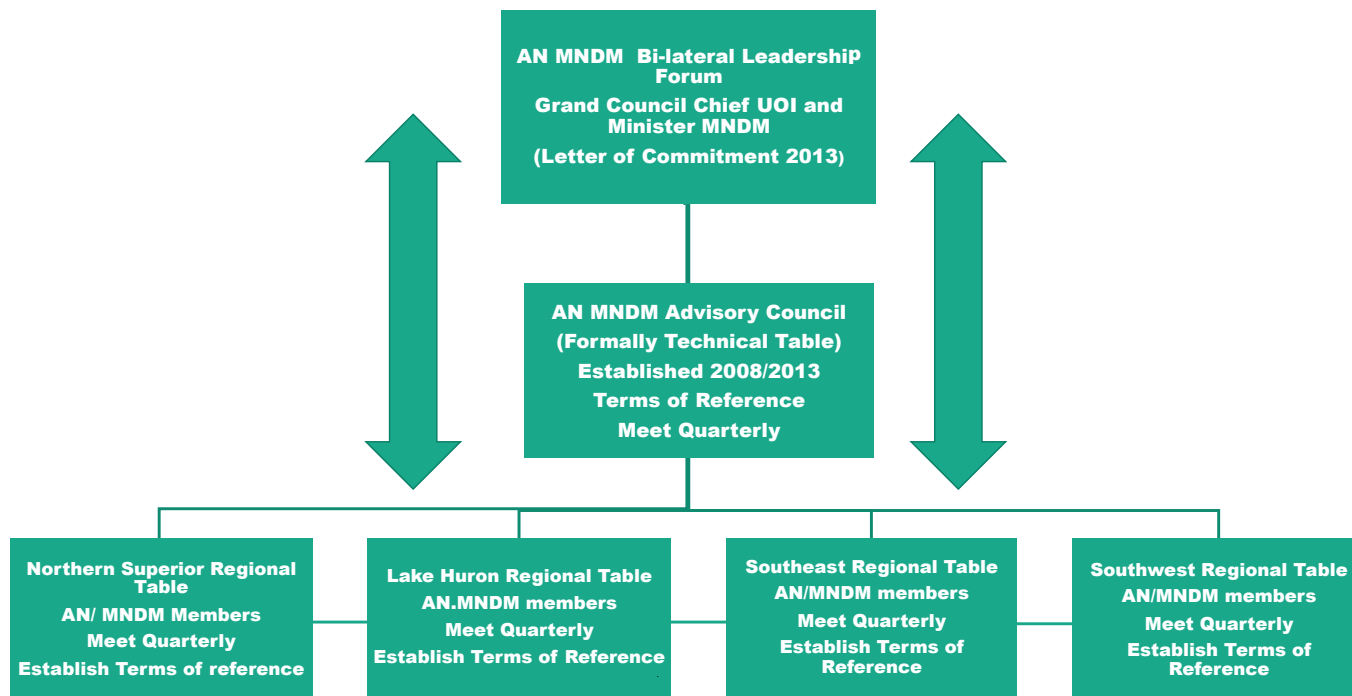 AN MNDM  Bi-lateral Leadership
Forum
Grand Council Chief UOI and
Minister MNDM
(Letter of Commitment 2013)
AN MNDM Advisory Council
(Formally Technical Table)
Established 2008/2013
Terms of Reference
Meet Quarterly
Northern Superior Regional
Table
AN/ MNDM Members
Meet Quarterly
Establish Terms of reference
Lake Huron Regional Table
AN.MNDM members
Meet Quarterly
Establish Terms of Reference
.
Southeast Regional Table
AN/MNDM members
Meet Quarterly
Establish Terms of
Reference
Southwest Regional Table
AN/MNDM members
Meet Quarterly
Establish Terms of
Reference